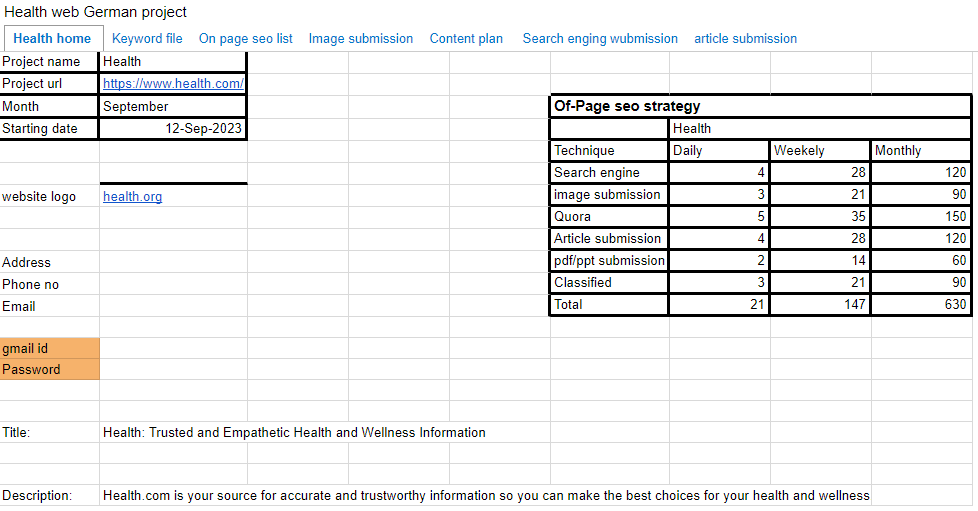 Health web German project
Health home Keyword file On page seo list Image submission Content plan Search enging wubmission article submission
Project name Health
Project url https://www.health.com/
Month September
Starting date 12-Sep-2023
website logo health.org
Address
Phone no
Email
gmail id
Password
Of-Page seo strategy
Health
Technique Daily Weekely Monthly
Search engine 4 28 120
image submission 3 21 90
Quora 5 35 150
Article submission 4 28 120
pdf/ppt submission 2 14 60
Classified 3 21 90
Total 21 147 630
Title: Health: Trusted and Empathetic Health and Wellness Information
Description: Health.com is your source for accurate and trustworthy information so you can make the best choices for your health and wellness